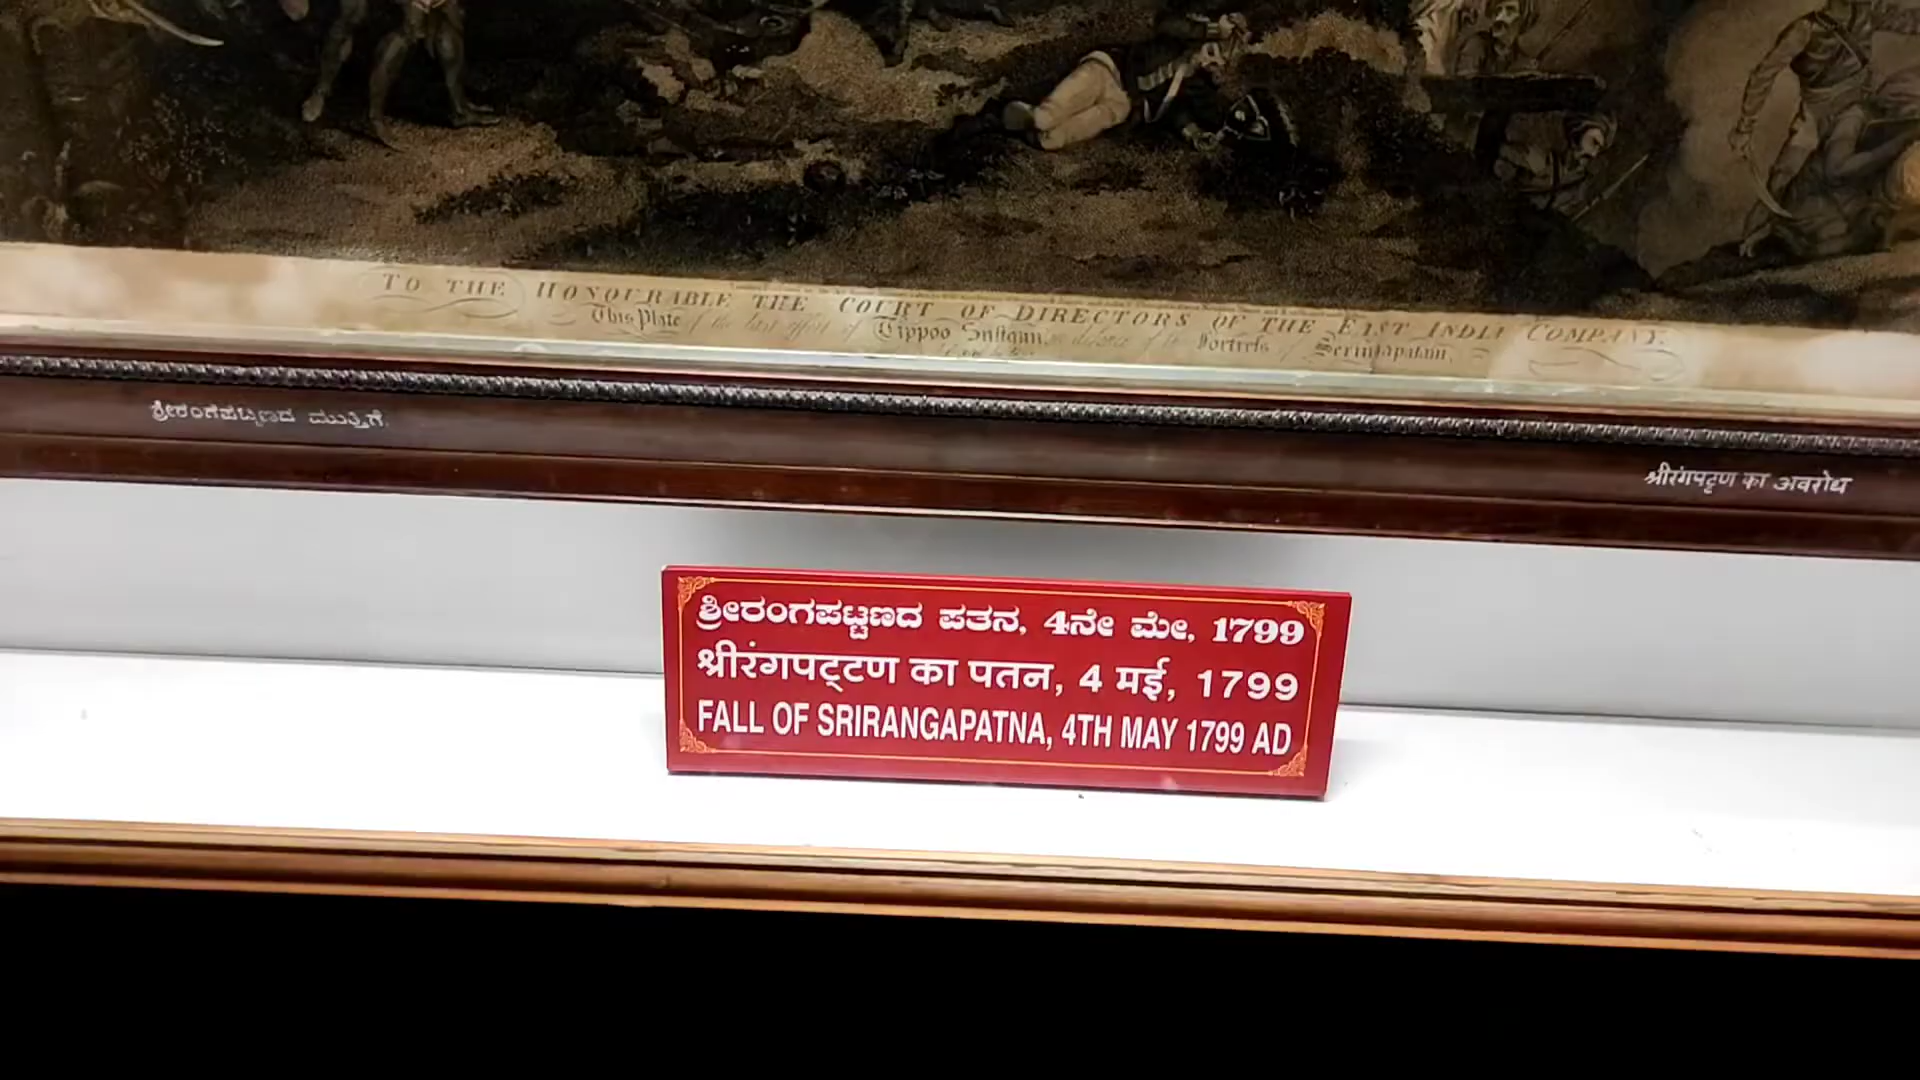 TO THE HONOURABLE THE COURT OF DIRECTORS OF THE EAST INDIA COMPANY.
This Plate of the last effort of Tippoo Sultaun, in defence of the Fortress of Seringapatam,
ಶ್ರೀರಂಗಪಟ್ಟಣದ ಮುತ್ತಿಗೆ
श्रीरंगपट्टण का अवरोध
ಶ್ರೀರಂಗಪಟ್ಟಣದ ಪತನ, 4ನೇ ಮೇ, 1799
श्रीरंगपट्टण का पतन, 4 मई, 1799
FALL OF SRIRANGAPATNA, 4TH MAY 1799 AD